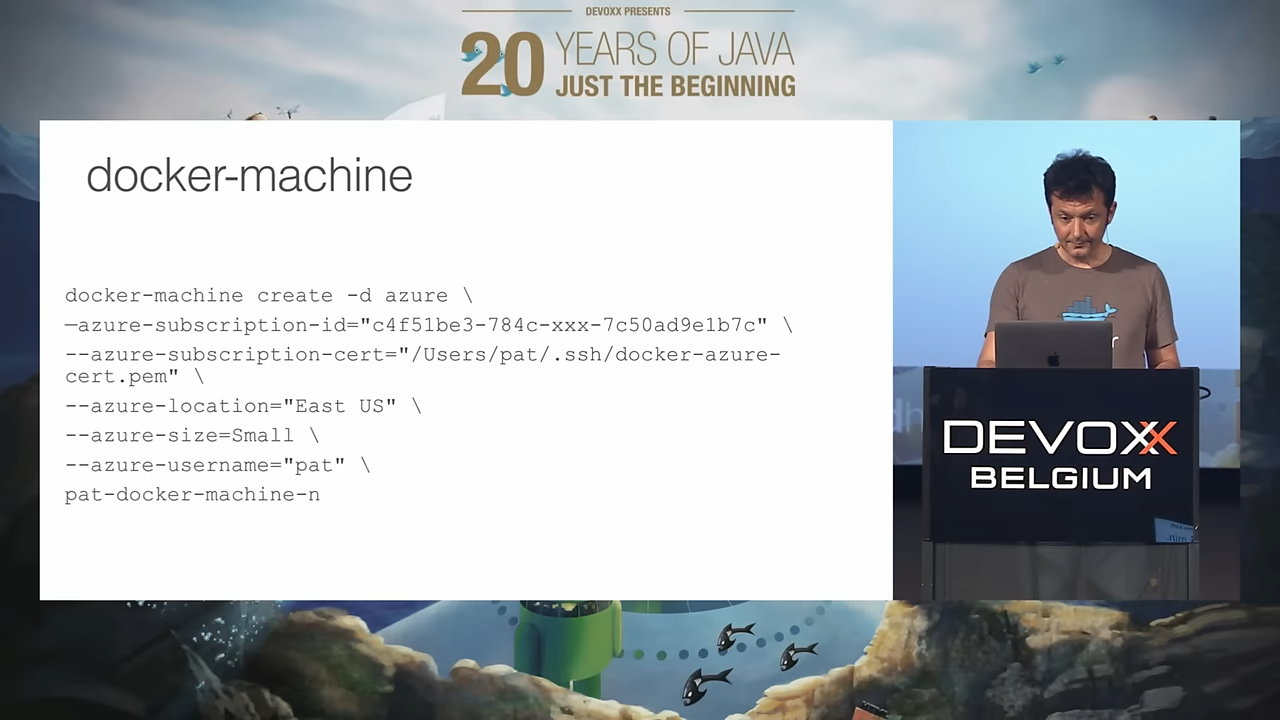 DEVOXX PRESENTS
20 YEARS OF JAVA
JUST THE BEGINNING
docker-machine
docker-machine create -d azure \
—azure-subscription-id="c4f51be3-784c-xxx-7c50ad9e1b7c" \
--azure-subscription-cert="/Users/pat/.ssh/docker-azure-
cert.pem" \
--azure-location="East US" \
--azure-size=Small \
--azure-username="pat" \
pat-docker-machine-n
DEVOXX
BELGIUM